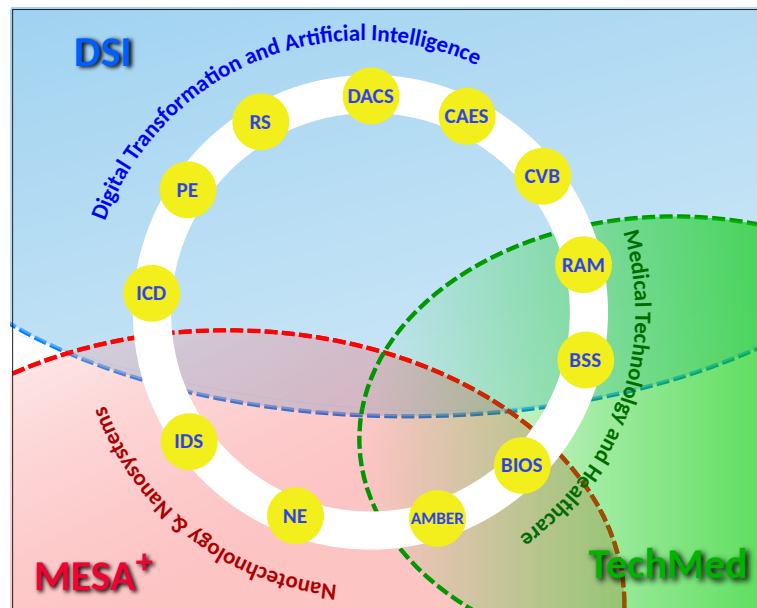 DSI
Digital Transformation and Artificial Intelligence
DACS
RS
CAES
CVB
PE
RAM
Medical Technology and Healthcare
ICD
BSS
IDS
BIOS
Nanotechnology & Nanosystems
NE
AMBER
MESA+
TechMed